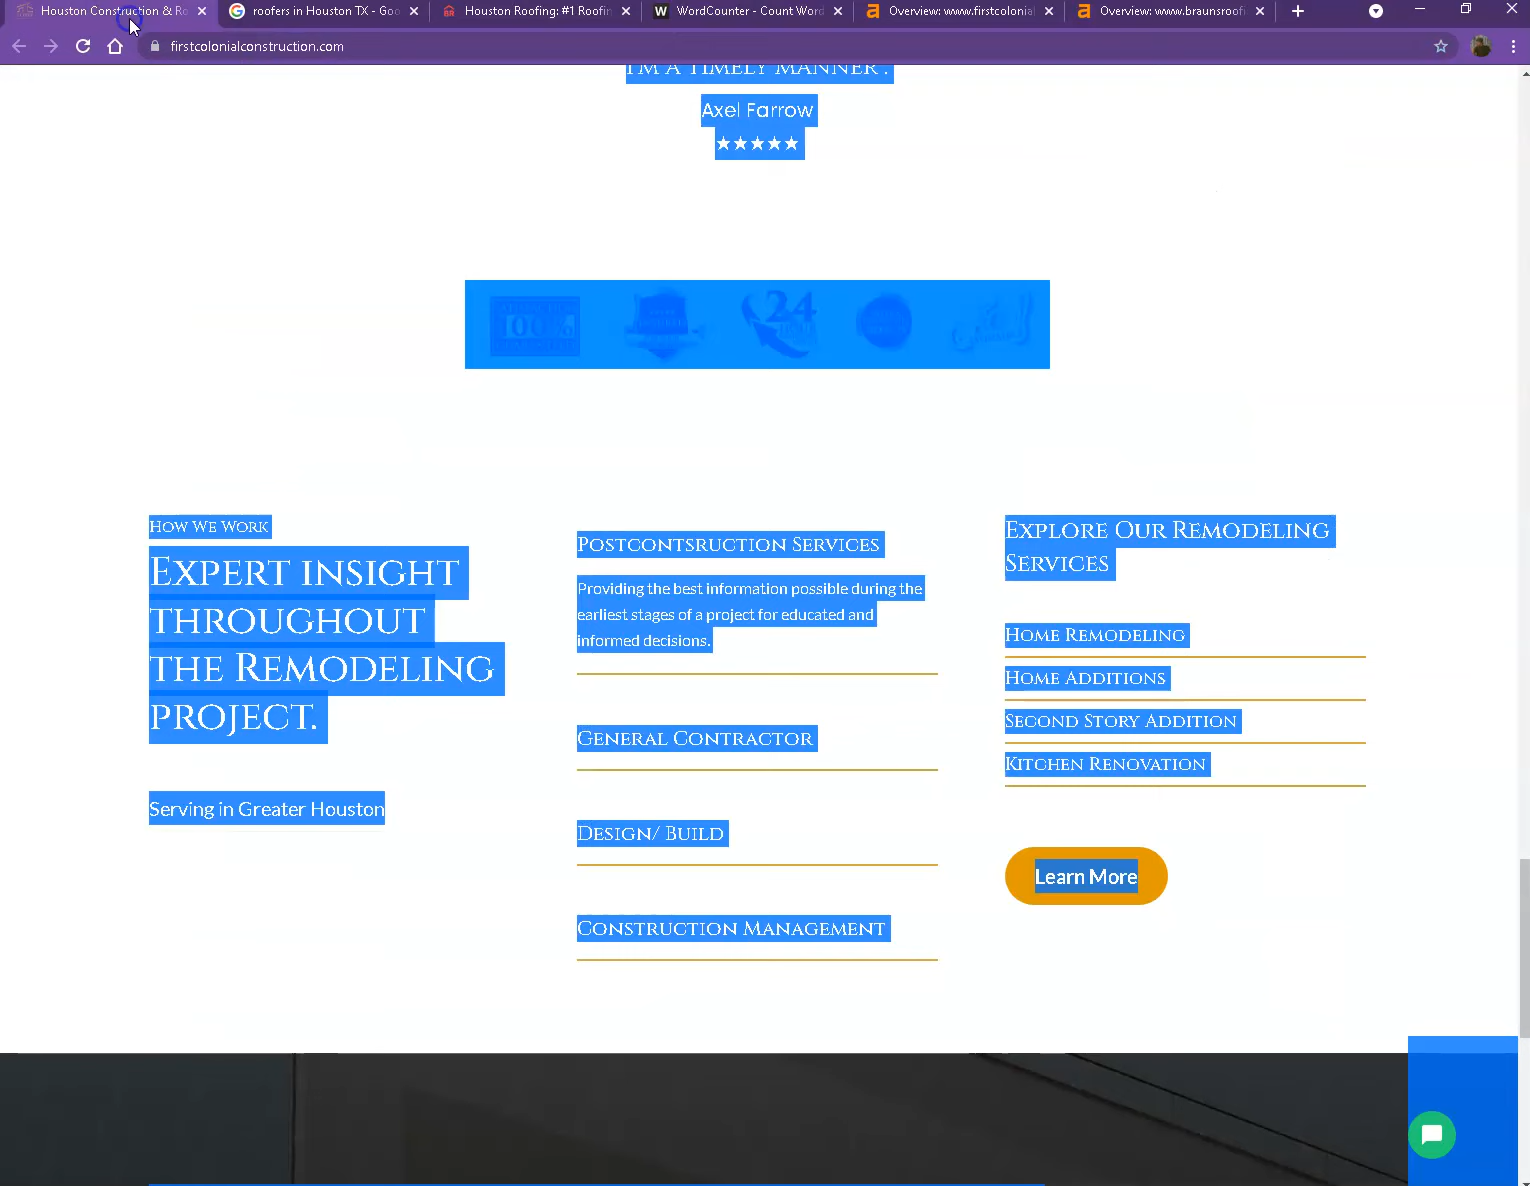 Houston Construction & Ro
roofers in Houston TX - Goo
Houston Roofing: #1 Roofin
WordCounter - Count Word
Overview: www.firstcolonial
Overview: www.braunsroofi
firstcolonialconstruction.com
I'M A TIMELY MANNER .
Axel Farrow
★★★★★
100%
24
How We Work
Expert insight
throughout
the Remodeling
project.
Serving in Greater Houston
Postcontsruction Services
Providing the best information possible during the
earliest stages of a project for educated and
informed decisions.
General Contractor
Design/ Build
Construction Management
Explore Our Remodeling
Services
Home Remodeling
Home Additions
Second Story Addition
Kitchen Renovation
Learn More